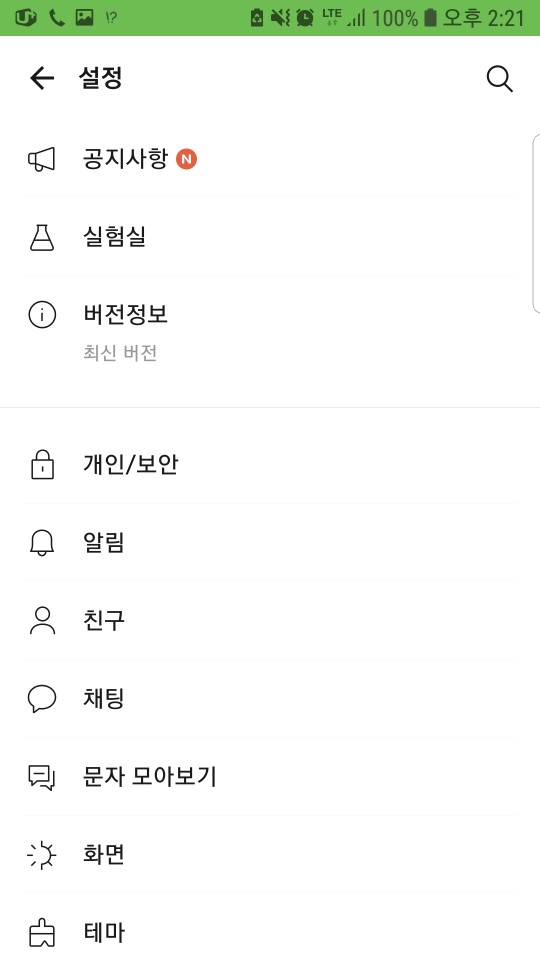 LTE 100% 오후 2:21
설정
공지사항 N
실험실
버전정보
최신 버전
개인/보안
알림
친구
채팅
문자 모아보기
화면
테마